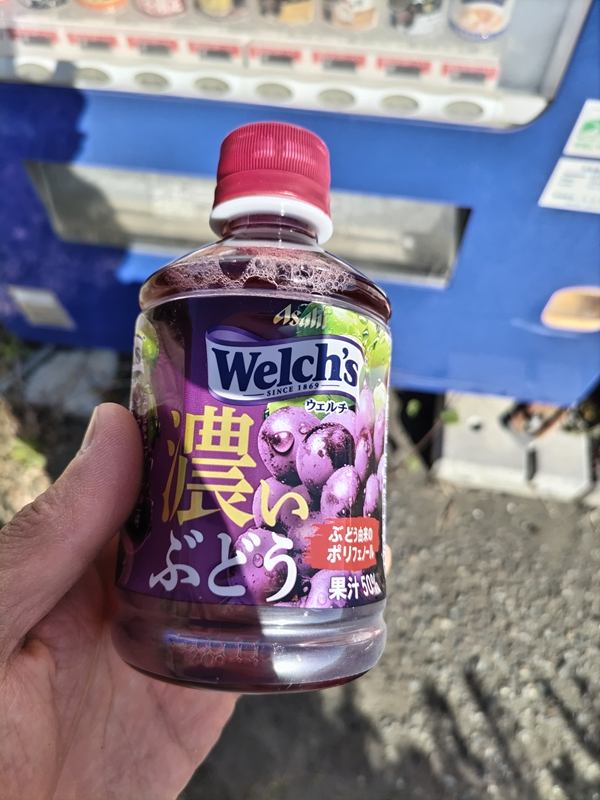 Asahi
Welch's
SINCE 1869
ウェルチ
濃い
ぶどう
ぶどう由来の
ポリフェノール
果汁50%